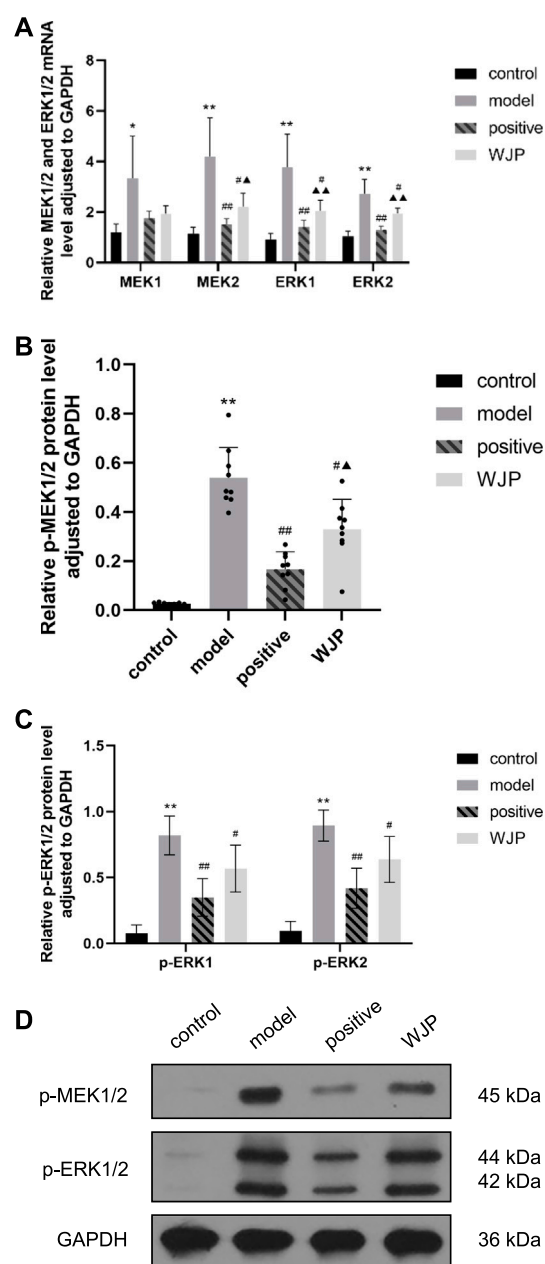 A
Relative MEK1/2 and ERK1/2 mRNA
level adjusted to GAPDH
8
6
4
2
0
*
**
##
#▲
**
##
#
▲▲
**
##
#
▲▲
MEK1
MEK2
ERK1
ERK2
control
model
positive
WJP
B
Relative p-MEK1/2 protein level
adjusted to GAPDH
1.0
0.8
0.6
0.4
0.2
0.0
**
##
#▲
control
model
positive
WJP
control
model
positive
WJP
C
Relative p-ERK1/2 protein level
adjusted to GAPDH
1.5
1.0
0.5
0.0
**
##
#
**
##
#
p-ERK1
p-ERK2
control
model
positive
WJP
D
control
model
positive
WJP
p-MEK1/2
45 kDa
p-ERK1/2
44 kDa
42 kDa
GAPDH
36 kDa